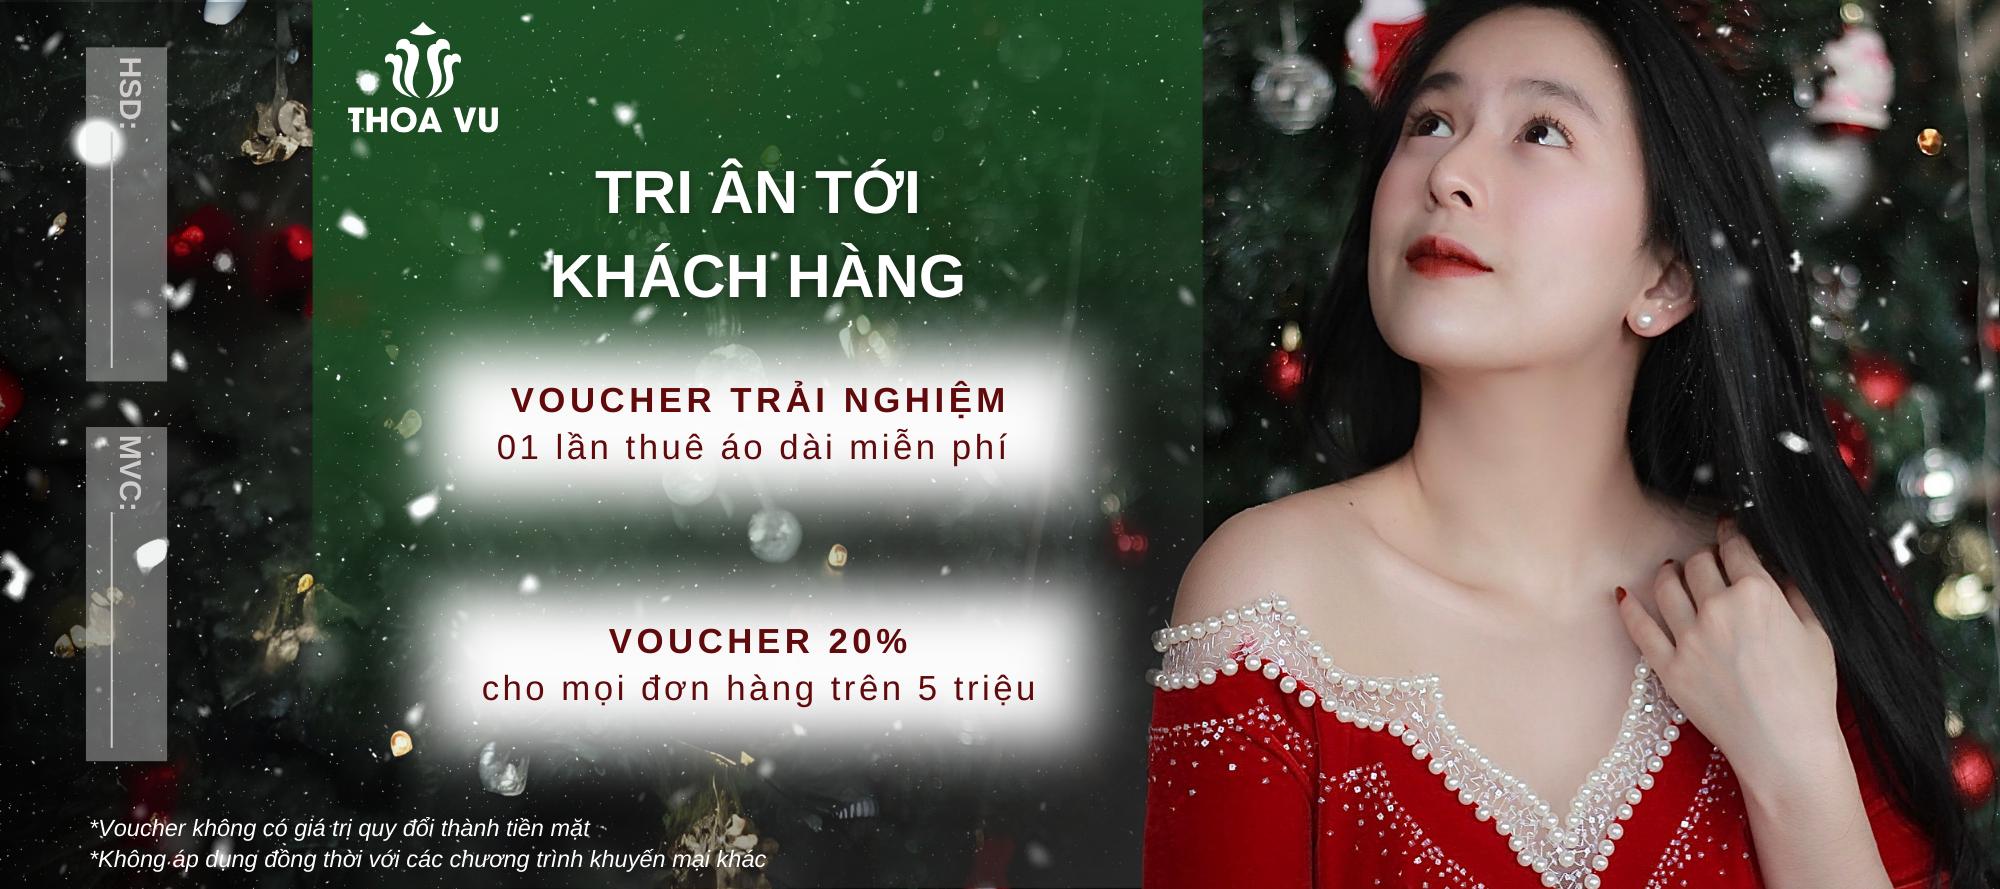 HSD:
MVC:
THOA VU
TRI ÂN TỚI
KHÁCH HÀNG
VOUCHER TRẢI NGHIỆM
01 lần thuê áo dài miễn phí
VOUCHER 20%
cho mọi đơn hàng trên 5 triệu
*Voucher không có giá trị quy đổi thành tiền mặt
*Không áp dụng đồng thời với các chương trình khuyến mại khác